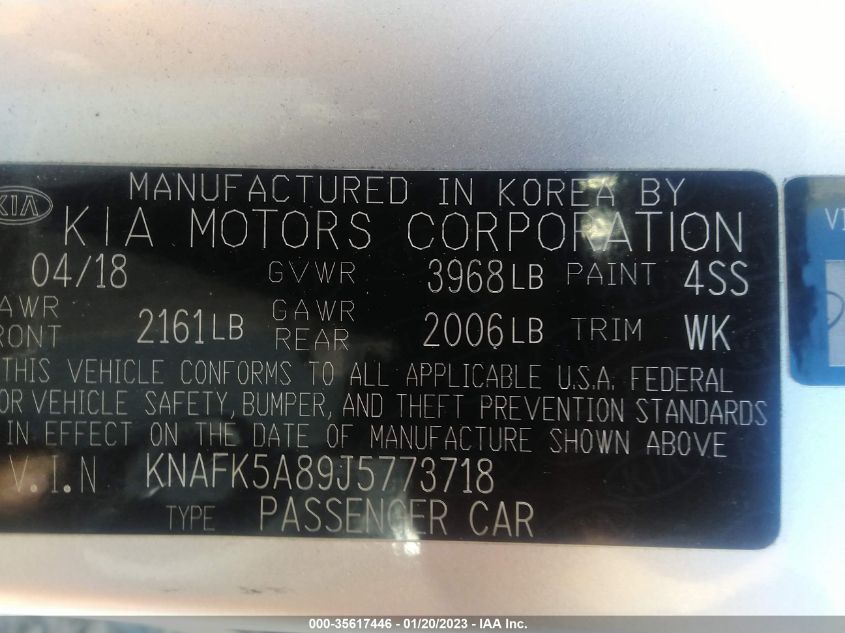 MANUFACTURED IN KOREA BY
KIA
KIA MOTORS CORPORATION
04/18 GVWR 3968LB PAINT 4SS
AWR FRONT 2161LB GAWR REAR 2006LB TRIM WK
THIS VEHICLE CONFORMS TO ALL APPLICABLE U.S.A. FEDERAL
OR VEHICLE SAFETY, BUMPER, AND THEFT PREVENTION STANDARDS
IN EFFECT ON THE DATE OF MANUFACTURE SHOWN ABOVE
V.I.N KNAFK5A89J5773718
TYPE PASSENGER CAR
VI
000-35617446 - 01/20/2023 - IAA Inc.